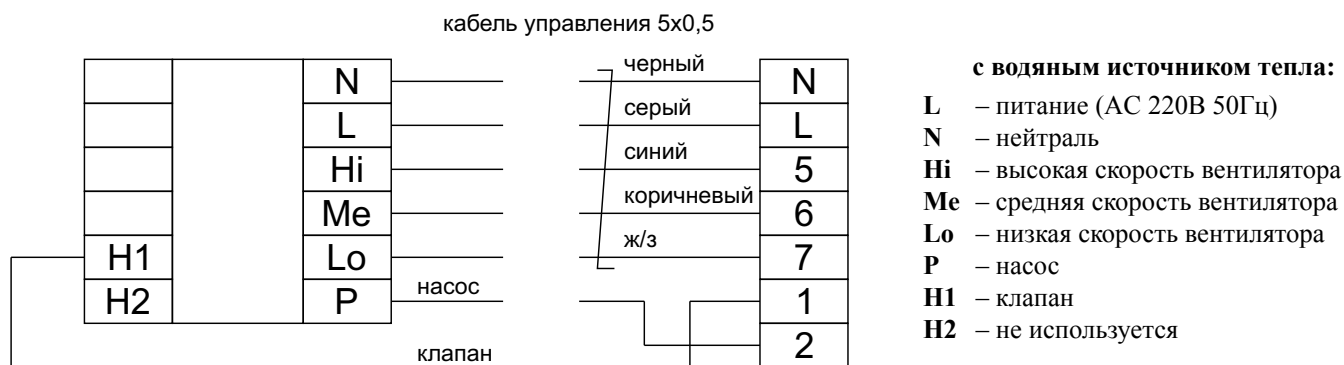 кабель управления 5х0,5
N
L
Hi
Me
H1
Lo
H2
P
насос
клапан
черный
серый
синий
коричневый
ж/з
N
L
5
6
7
1
2
с водяным источником тепла:
L – питание (АС 220В 50Гц)
N – нейтраль
Hi – высокая скорость вентилятора
Me – средняя скорость вентилятора
Lo – низкая скорость вентилятора
P – насос
H1 – клапан
H2 – не используется